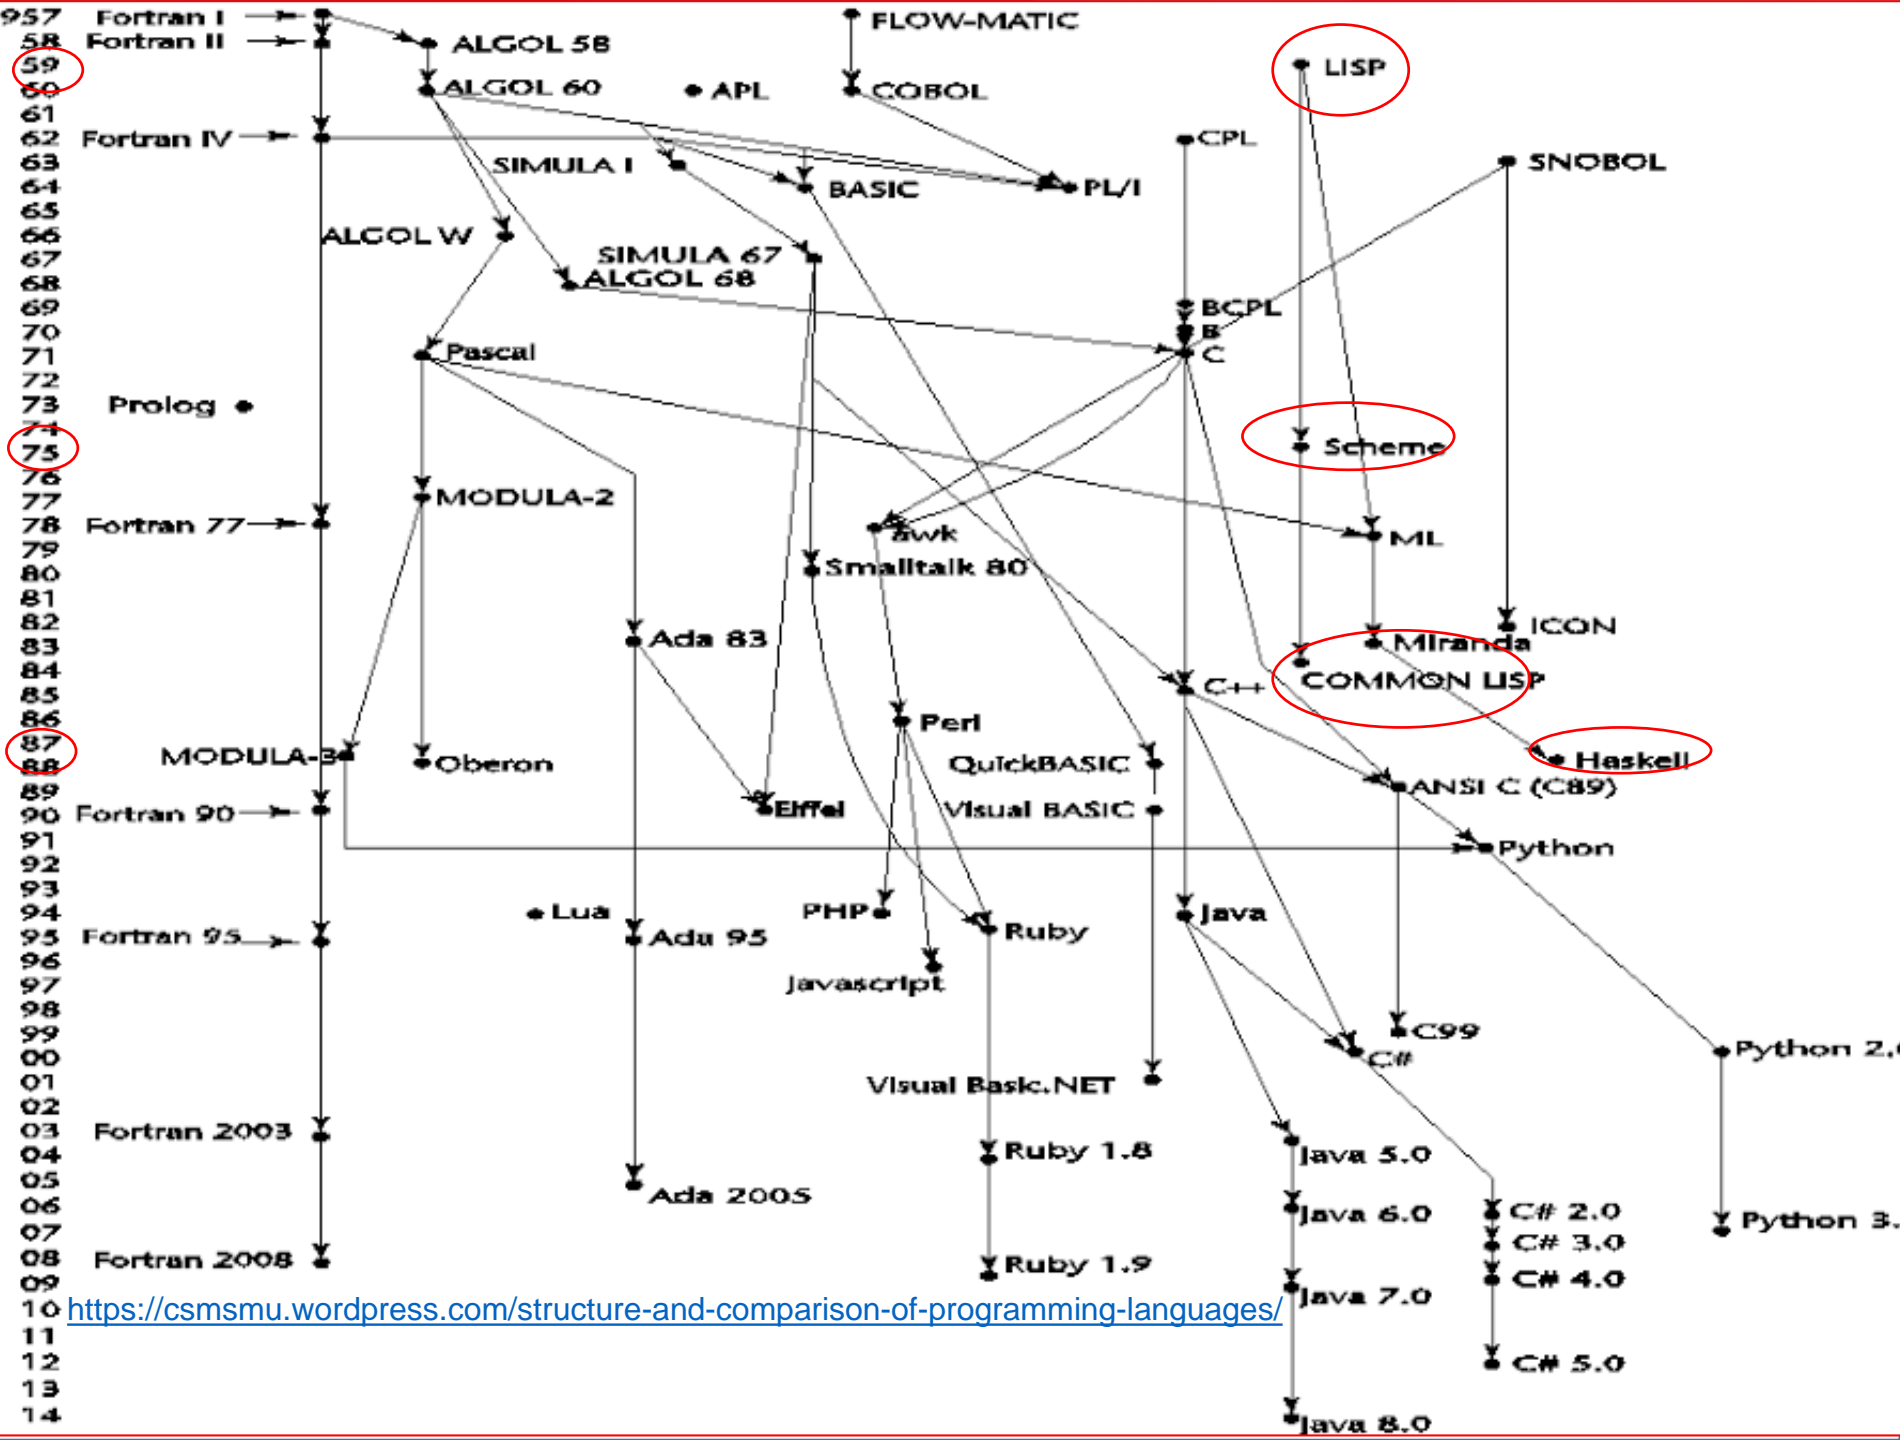 957 Fortran I FLOW-MATIC
58 Fortran II ALGOL 58
59 LISP
60 ALGOL 60 APL COBOL
61
62 Fortran IV CPL
63 SIMULA I SNOBOL
64 BASIC PL/I
65
66 ALGOL W
67 SIMULA 67
68 ALGOL 68
69 BCPL
70 B
71 Pascal C
72
73 Prolog
74
75 Scheme
76
77 MODULA-2
78 Fortran 77 awk ML
79
80 Smalltalk 80
81
82 ICON
83 Ada 83 Miranda
84 COMMON LISP
85 C++
86 Perl
87 MODULA-3
88 Oberon QuickBASIC Haskell
89 ANSI C (C89)
90 Fortran 90 Eiffel Visual BASIC
91 Python
92
93
94 Lua PHP Java
95 Fortran 95 Ada 95 Ruby
96
97 Javascript
98
99 C99
00 C# Python 2.
01 Visual Basic.NET
02
03 Fortran 2003
04 Ruby 1.8 Java 5.0
05 Ada 2005
06 Java 6.0 C# 2.0 Python 3.
07 C# 3.0
08 Fortran 2008 Ruby 1.9
09 C# 4.0
10 https://csmsmu.wordpress.com/structure-and-comparison-of-programming-languages/ Java 7.0
11
12 C# 5.0
13
14 Java 8.0